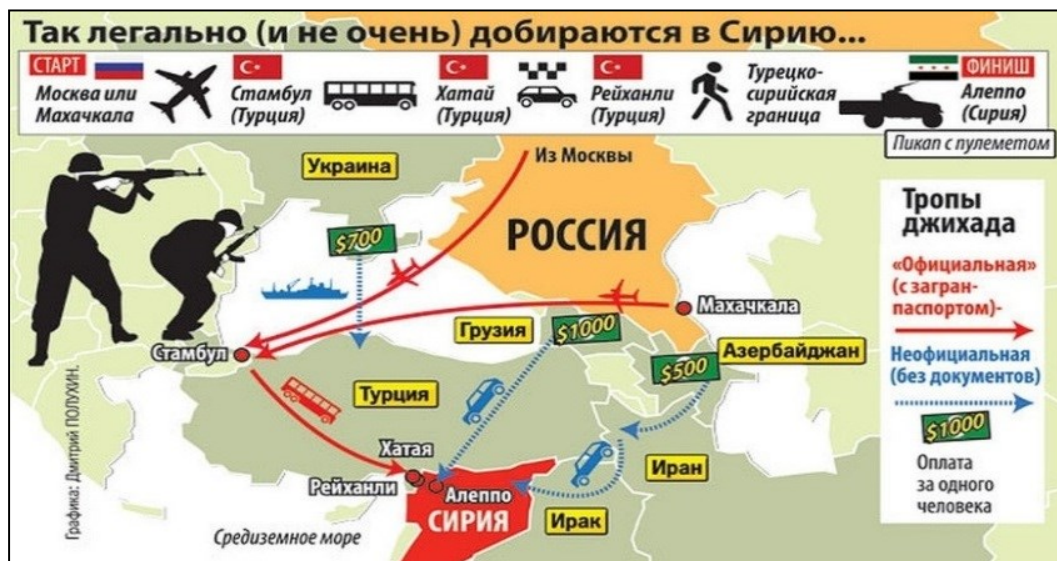 Так легально (и не очень) добираются в Сирию...
СТАРТ
Москва или
Махачкала
Стамбул
(Турция)
Хатай
(Турция)
Рейханли
(Турция)
Турецко-
сирийская
граница
ФИНИШ
Алеппо
(Сирия)
Пикап с пулеметом
Украина
Из Москвы
РОССИЯ
$700
Махачкала
Грузия
$1000
Азербайджан
$500
Стамбул
Турция
Хатая
Рейханли
Алеппо
СИРИЯ
Иран
Ирак
Средиземное море
Тропы
джихада
«Официальная»
(с загран-
паспортом)-
Неофициальная
(без документов)
$1000
Оплата
за одного
человека
Графика: Дмитрий ПОЛУХИН.